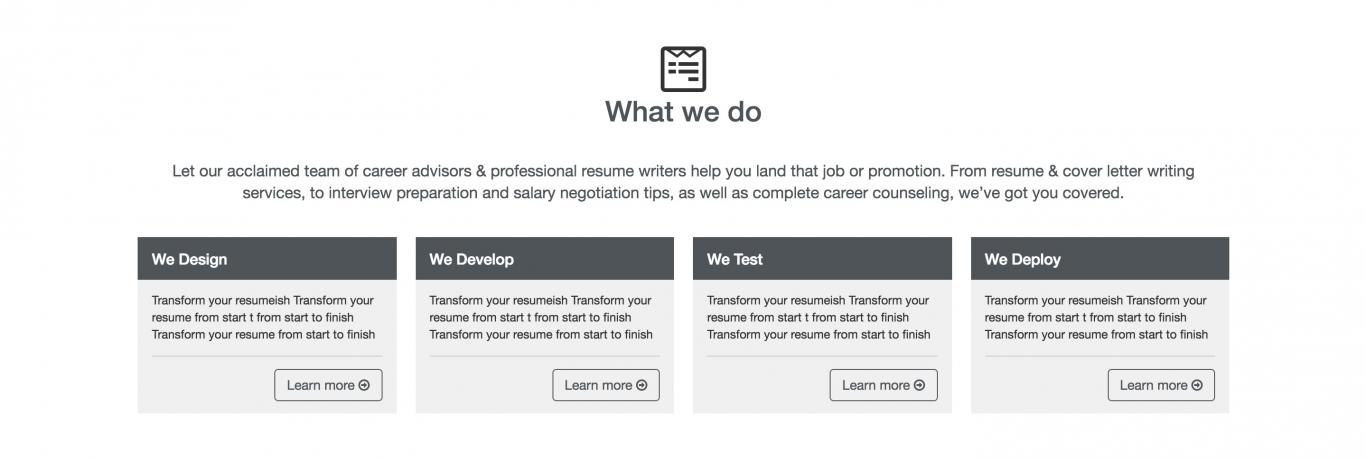 What we do
Let our acclaimed team of career advisors & professional resume writers help you land that job or promotion. From resume & cover letter writing
services, to interview preparation and salary negotiation tips, as well as complete career counseling, we’ve got you covered.
We Design
Transform your resumeish Transform your
resume from start t from start to finish
Transform your resume from start to finish
Learn more
We Develop
Transform your resumeish Transform your
resume from start t from start to finish
Transform your resume from start to finish
Learn more
We Test
Transform your resumeish Transform your
resume from start t from start to finish
Transform your resume from start to finish
Learn more
We Deploy
Transform your resumeish Transform your
resume from start t from start to finish
Transform your resume from start to finish
Learn more